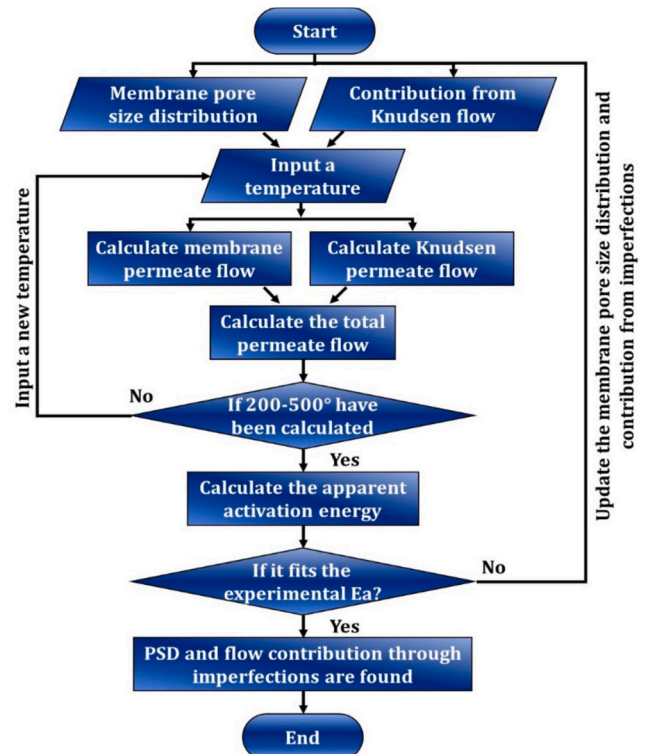 Start
Membrane pore
size distribution
Contribution from
Knudsen flow
Input a
temperature
Calculate membrane
permeate flow
Calculate Knudsen
permeate flow
Calculate the total
permeate flow
If 200-500° have
been calculated
No
Input a new temperature
Yes
Calculate the apparent
activation energy
If it fits the
experimental Ea?
No
Update the membrane pore size distribution and
contribution from imperfections
Yes
PSD and flow contribution through
imperfections are found
End